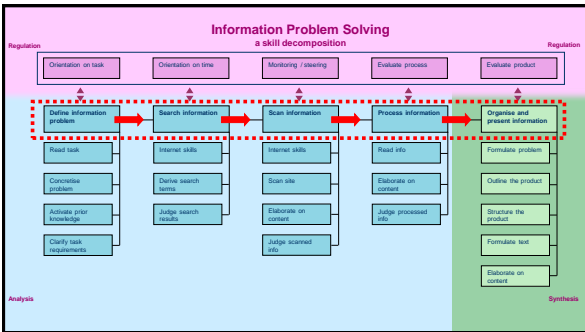 Information Problem Solving
a skill decomposition
Regulation
Regulation
Orientation on task
Orientation on time
Monitoring / steering
Evaluate process
Evaluate product
Define information
problem
Search information
Scan information
Process information
Organise and
present information
Read task
Internet skills
Internet skills
Read info
Formulate problem
Concretise
problem
Derive search
terms
Scan site
Elaborate on
content
Outline the product
Activate prior
knowledge
Judge search
results
Elaborate on
content
Judge processed
info
Structure the
product
Clarify task
requirements
Judge scanned
info
Formulate text
Elaborate on
content
Analysis
Synthesis